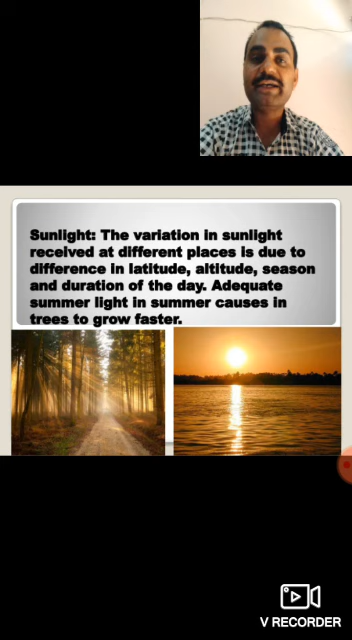 Sunlight: The variation in sunlight
received at different places is due to
difference in latitude, altitude, season
and duration of the day. Adequate
summer light in summer causes in
trees to grow faster.
V RECORDER